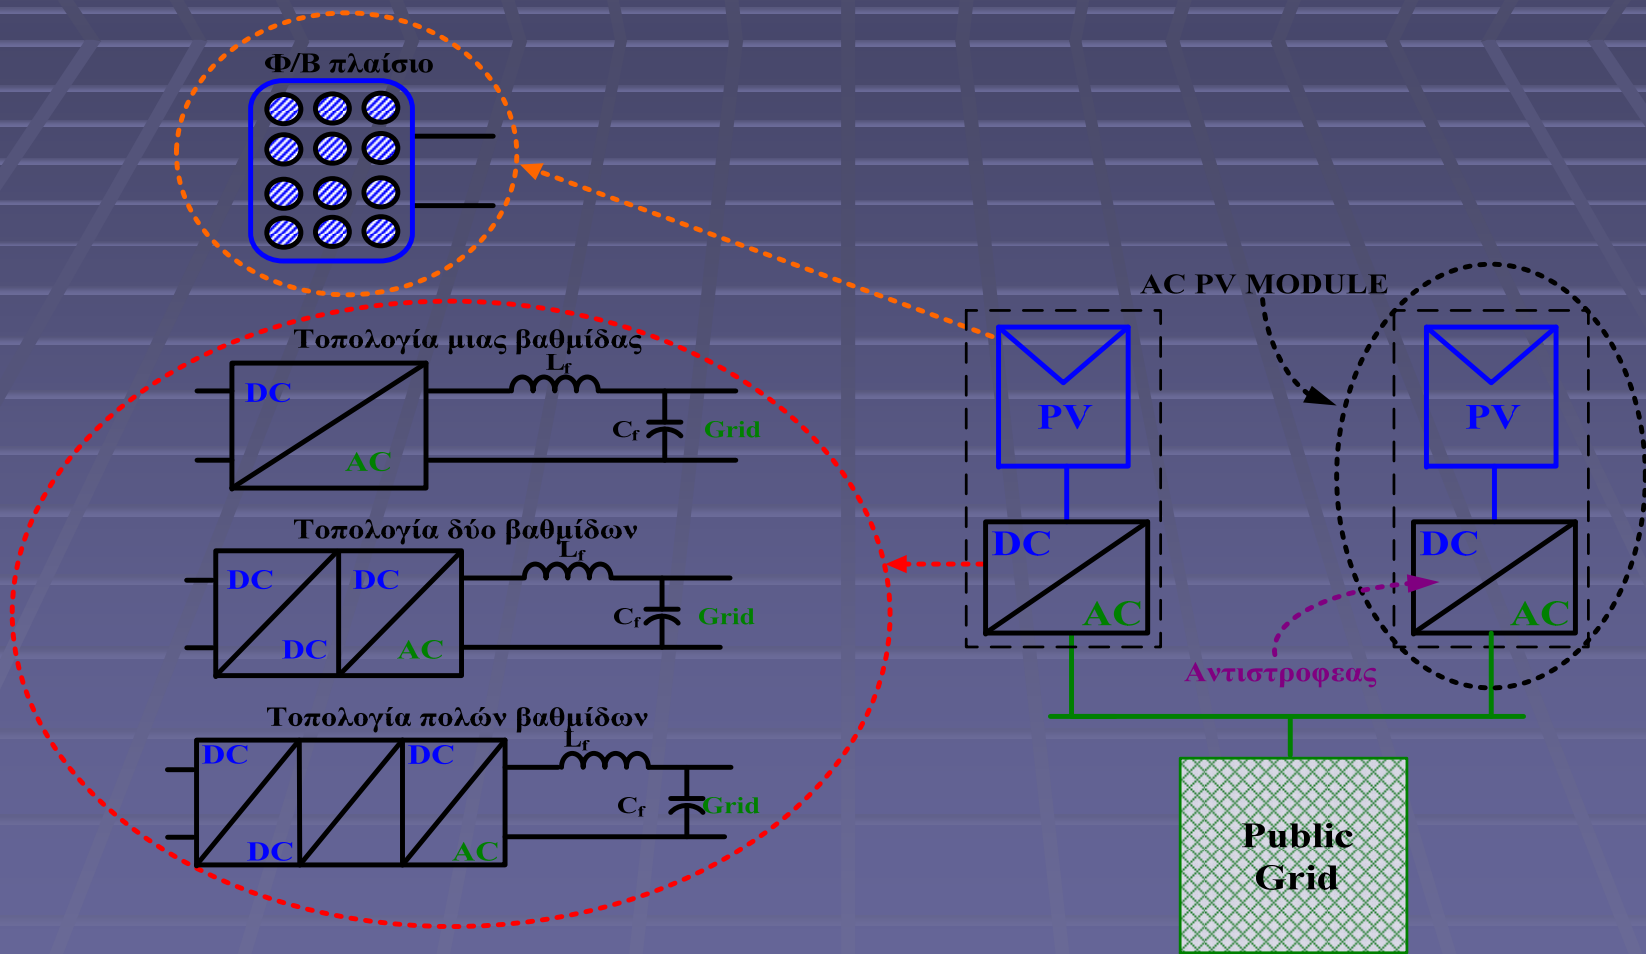 Φ/Β πλαίσιο
AC PV MODULE
Τοπολογία μιας βαθμίδας
Lf
DC
AC
Cf
Grid
Τοπολογία δύο βαθμίδων
Lf
DC
DC
DC
AC
Cf
Grid
Τοπολογία πολών βαθμίδων
Lf
DC
DC
DC
AC
Cf
Grid
PV
DC
AC
PV
DC
AC
Αντιστροφεας
Public
Grid